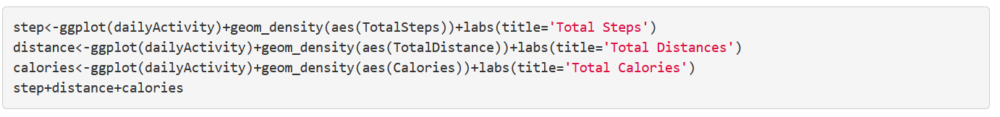 step<-ggplot(dailyActivity)+geom_density(aes(TotalSteps))+labs(title='Total Steps')
distance<-ggplot(dailyActivity)+geom_density(aes(TotalDistance))+labs(title='Total Distances')
calories<-ggplot(dailyActivity)+geom_density(aes(Calories))+labs(title='Total Calories')
step+distance+calories